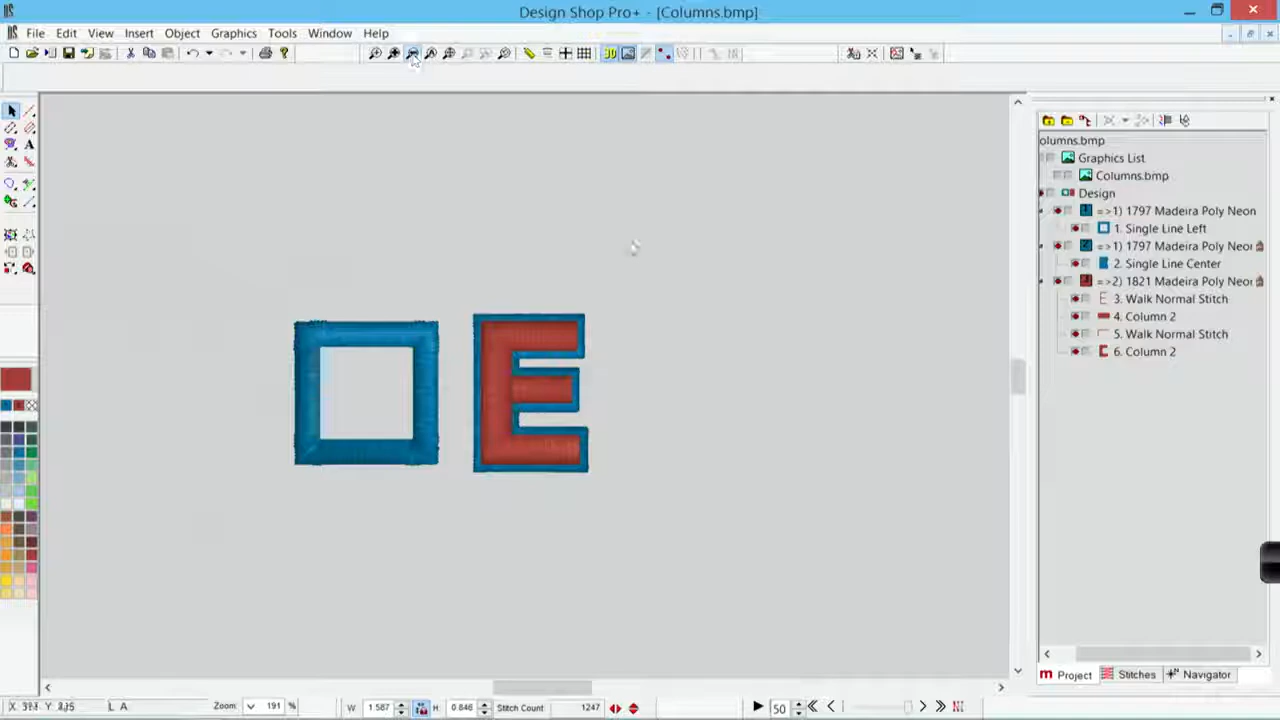 Design Shop Pro+ - [Columns.bmp]
File Edit View Insert Object Graphics Tools Window Help
3D
olumns.bmp
Graphics List
Columns.bmp
Design
=>1) 1797 Madeira Poly Neon
1. Single Line Left
=>1) 1797 Madeira Poly Neon
2. Single Line Center
=>2) 1821 Madeira Poly Neon
3. Walk Normal Stitch
4. Column 2
5. Walk Normal Stitch
6. Column 2
E
Project Stitches Navigator
L A Zoom: 191 % W 1.587 H 0.846 Stitch Count 1247 50